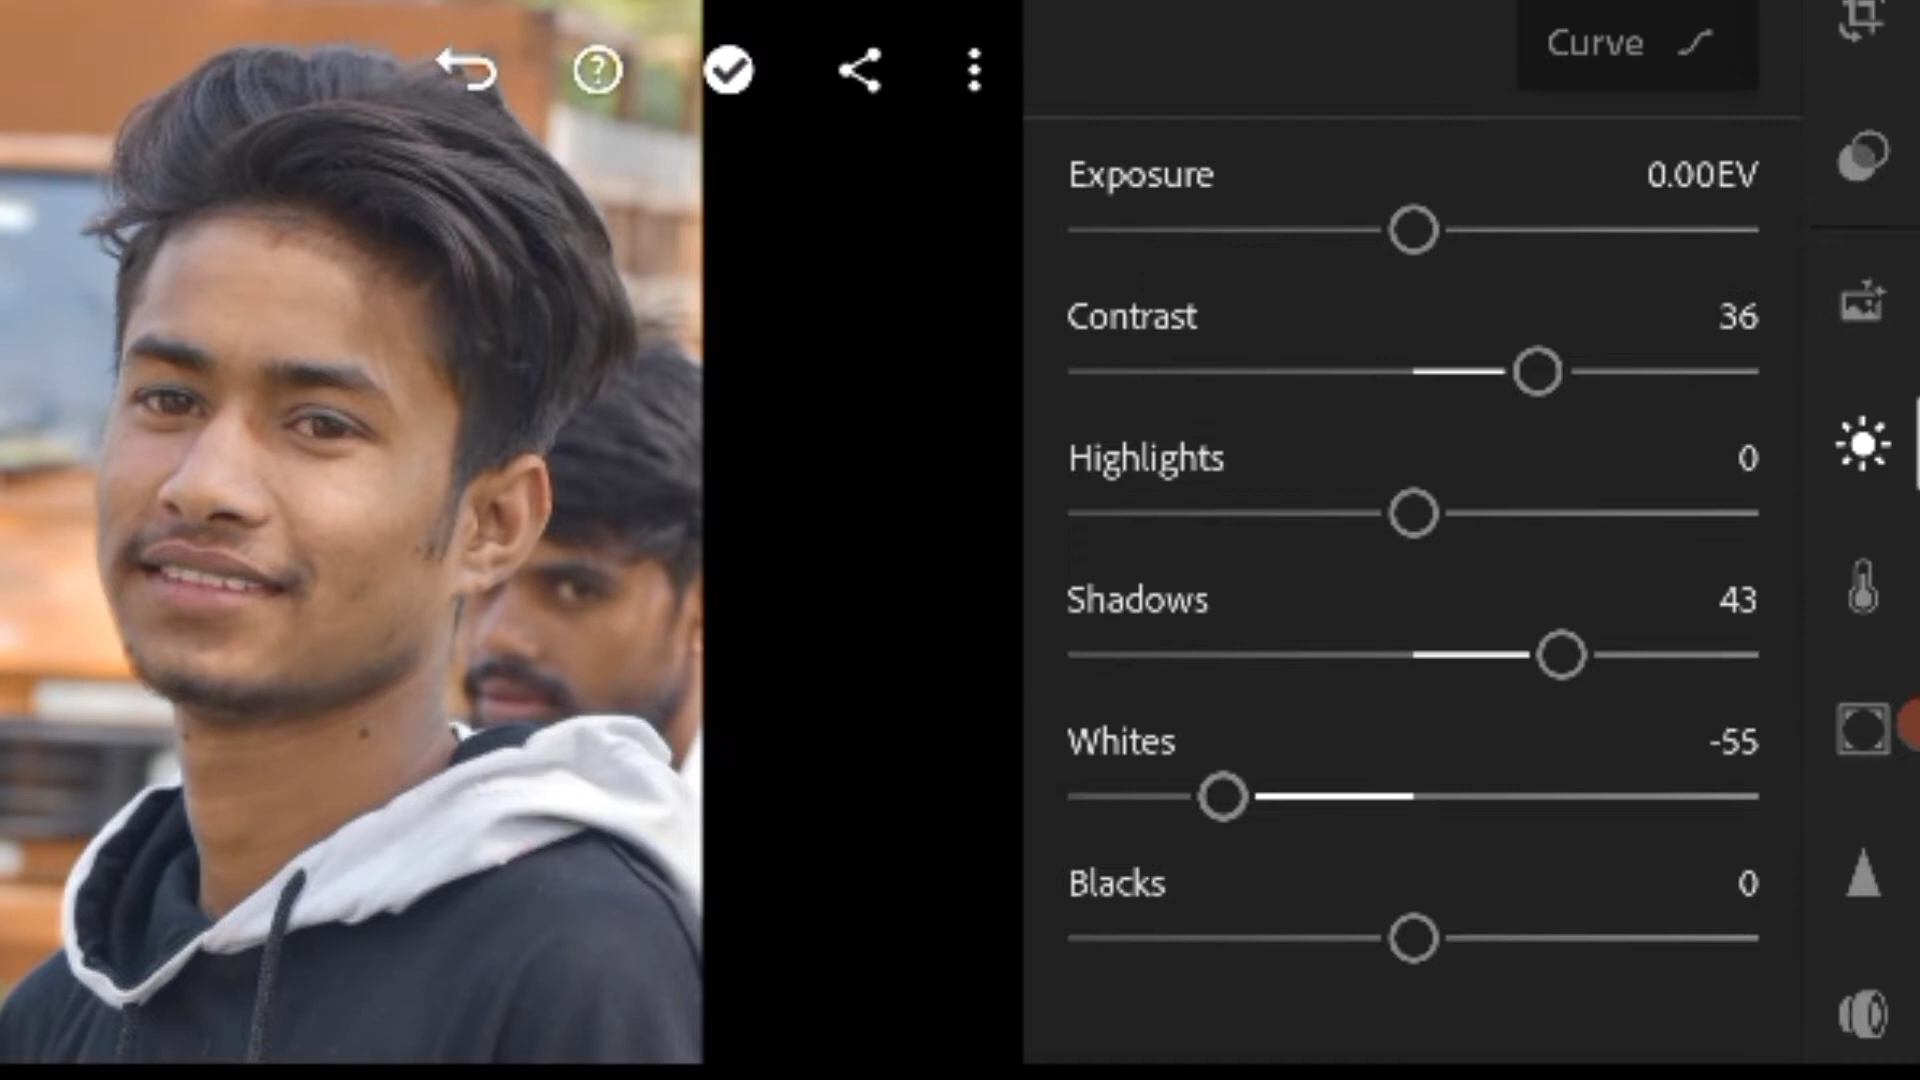 Curve
Exposure 0.00EV
Contrast 36
Highlights 0
Shadows 43
Whites -55
Blacks 0